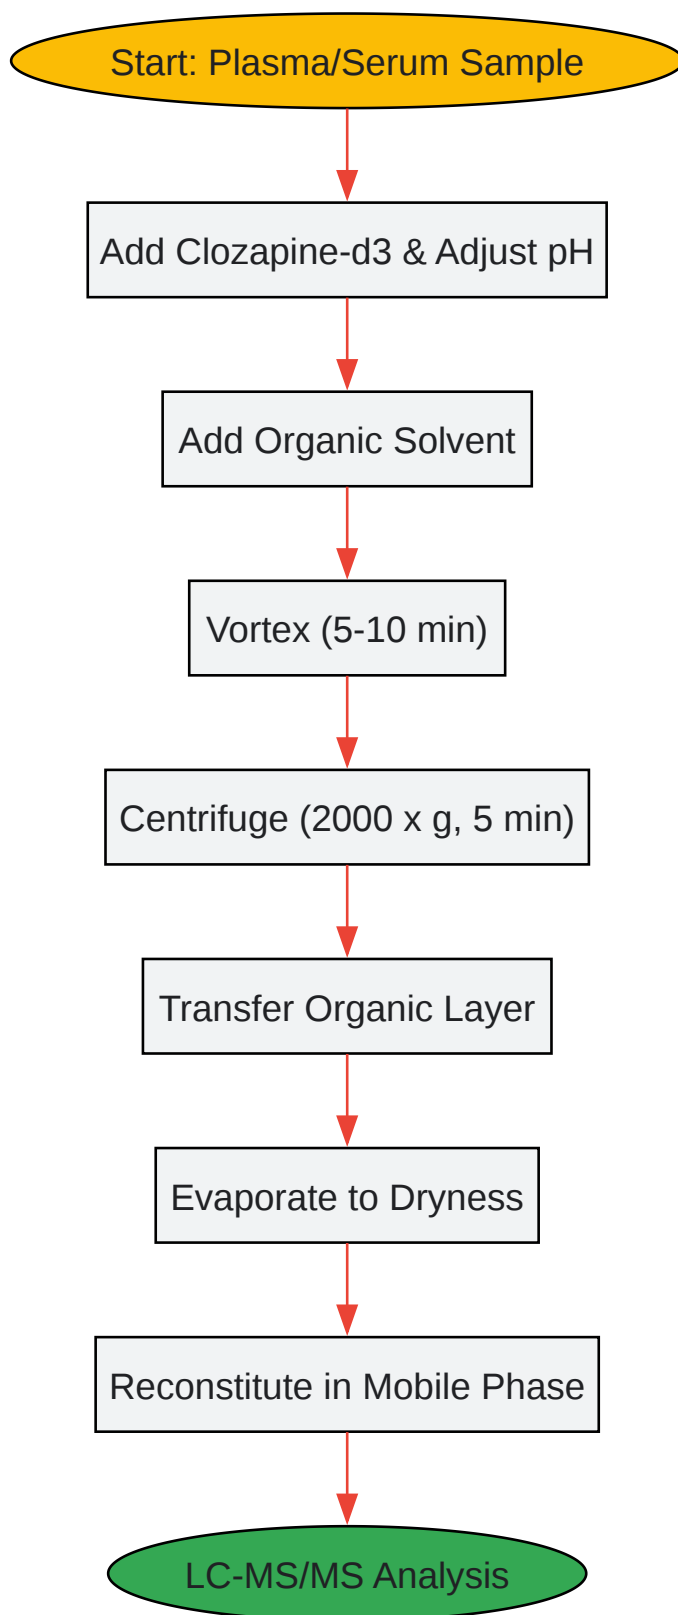 Start: Plasma/Serum Sample
Add Clozapine-d3 & Adjust pH
Add Organic Solvent
Vortex (5-10 min)
Centrifuge (2000 x g, 5 min)
Transfer Organic Layer
Evaporate to Dryness
Reconstitute in Mobile Phase
LC-MS/MS Analysis